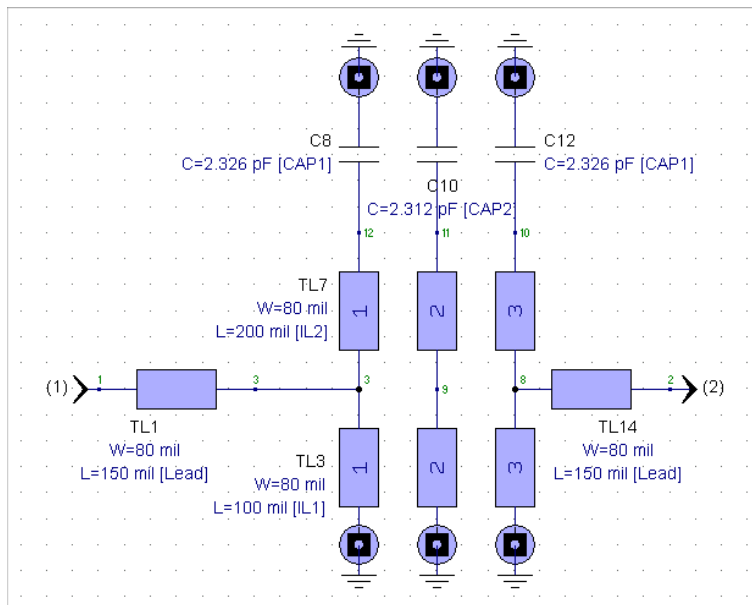 C8
C=2.326 pF [CAP1]
C12
C=2.326 pF [CAP1]
C10
C=2.312 pF [CAP2]
12
11
10
TL7
W=80 mil
L=200 mil [IL2]
1
2
3
(1)
1
3
3
9
8
2
(2)
TL1
W=80 mil
L=150 mil [Lead]
TL3
W=80 mil
L=100 mil [IL1]
1
2
3
TL14
W=80 mil
L=150 mil [Lead]